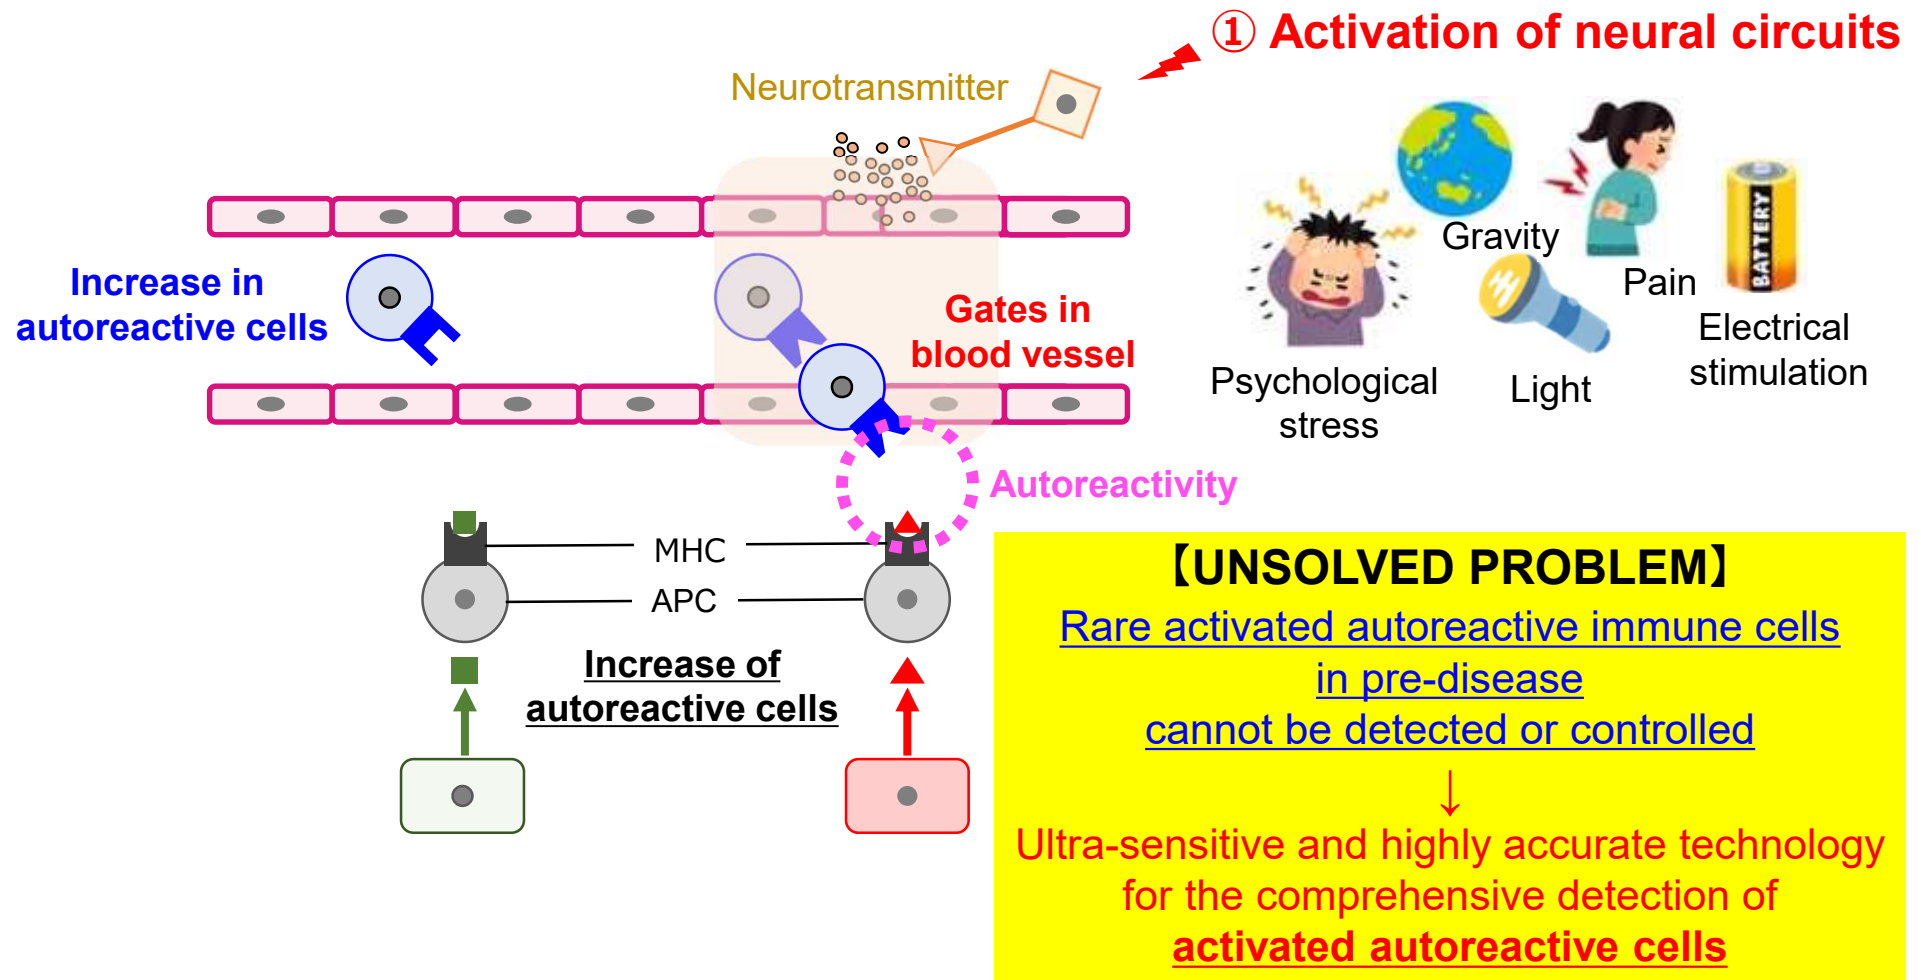 ① Activation of neural circuits
Neurotransmitter
Gravity
Pain
BATTERY
Electrical
stimulation
Psychological
stress
Light
Increase in
autoreactive cells
Gates in
blood vessel
Autoreactivity
MHC
APC
Increase of
autoreactive cells
【UNSOLVED PROBLEM】
Rare activated autoreactive immune cells
in pre-disease
cannot be detected or controlled
↓
Ultra-sensitive and highly accurate technology
for the comprehensive detection of
activated autoreactive cells